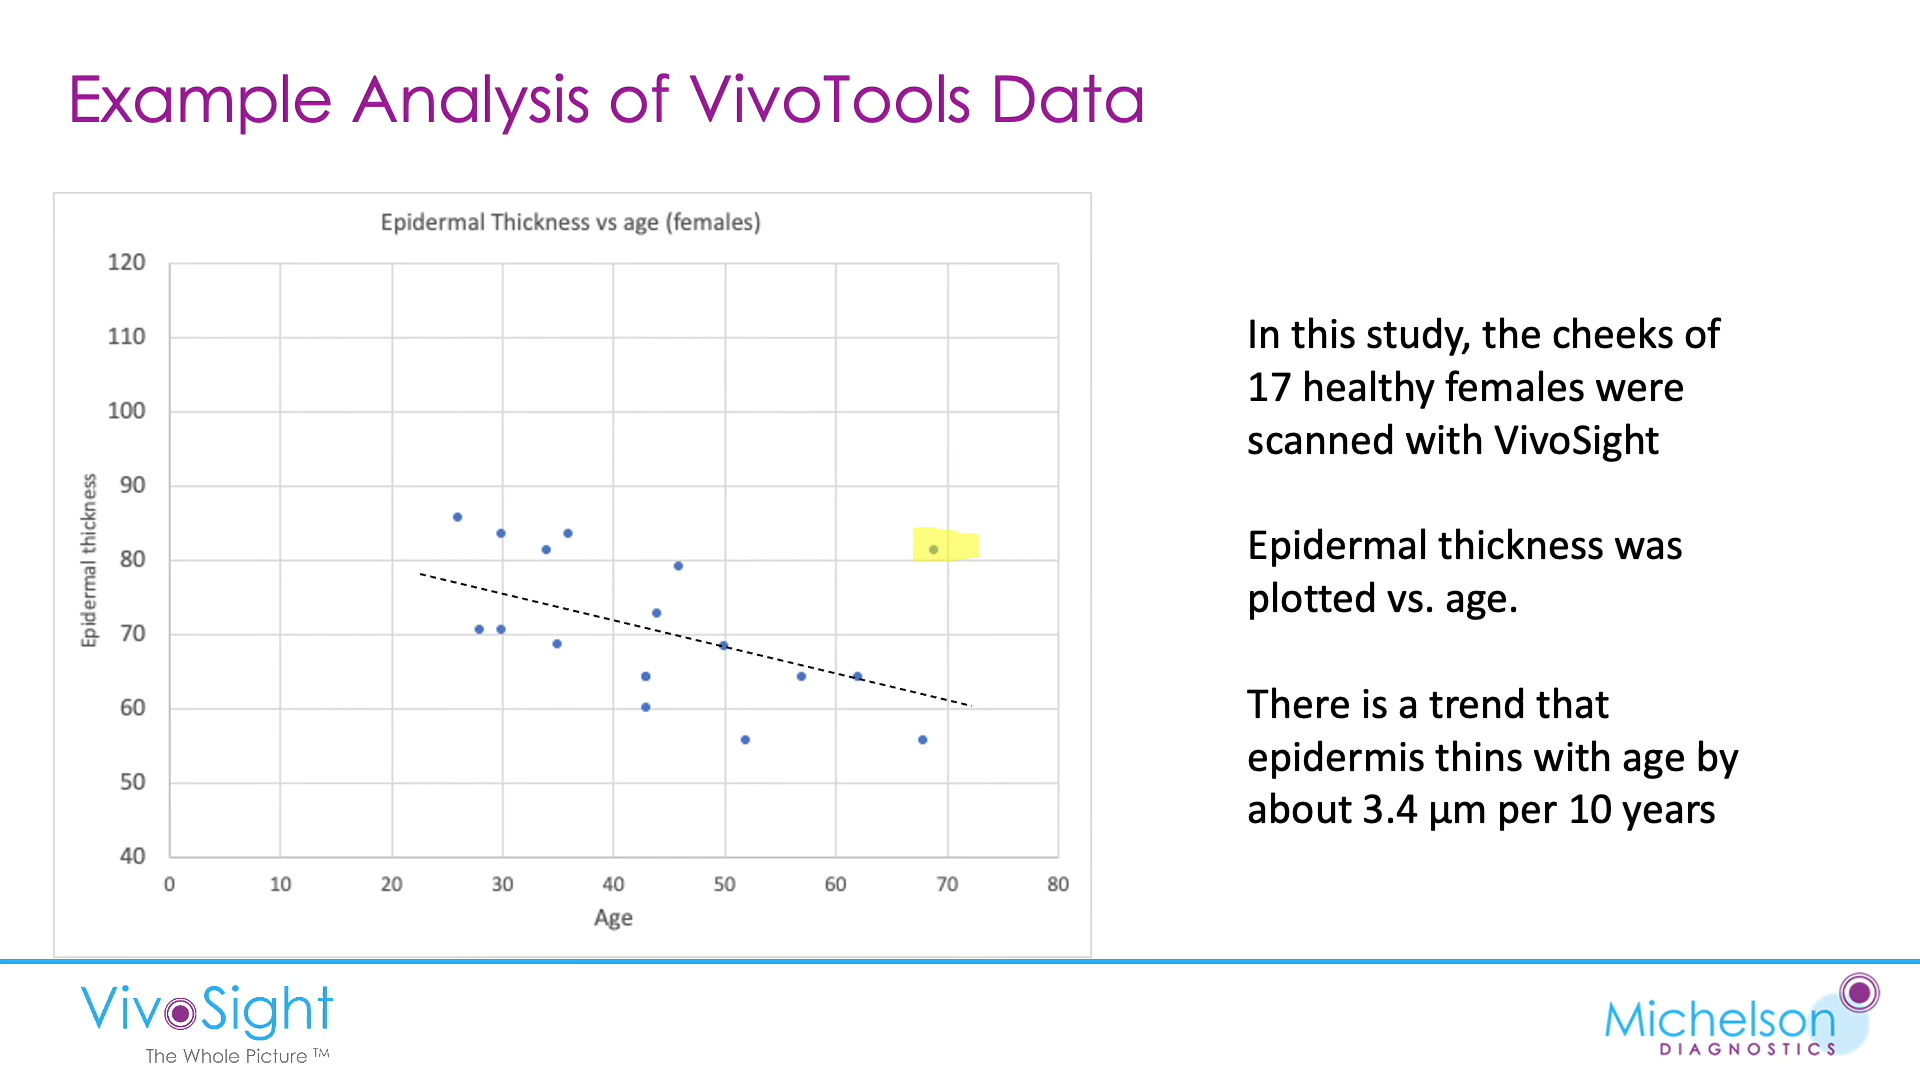 Example Analysis of VivoTools Data
Epidermal Thickness vs age (females)
120
110
100
90
80
70
60
50
40
Epidermal thickness
0 10 20 30 40 50 60 70 80
Age
In this study, the cheeks of
17 healthy females were
scanned with VivoSight
Epidermal thickness was
plotted vs. age.
There is a trend that
epidermis thins with age by
about 3.4 µm per 10 years
VivoSight
The Whole Picture ™
Michelson
DIAGNOSTICS